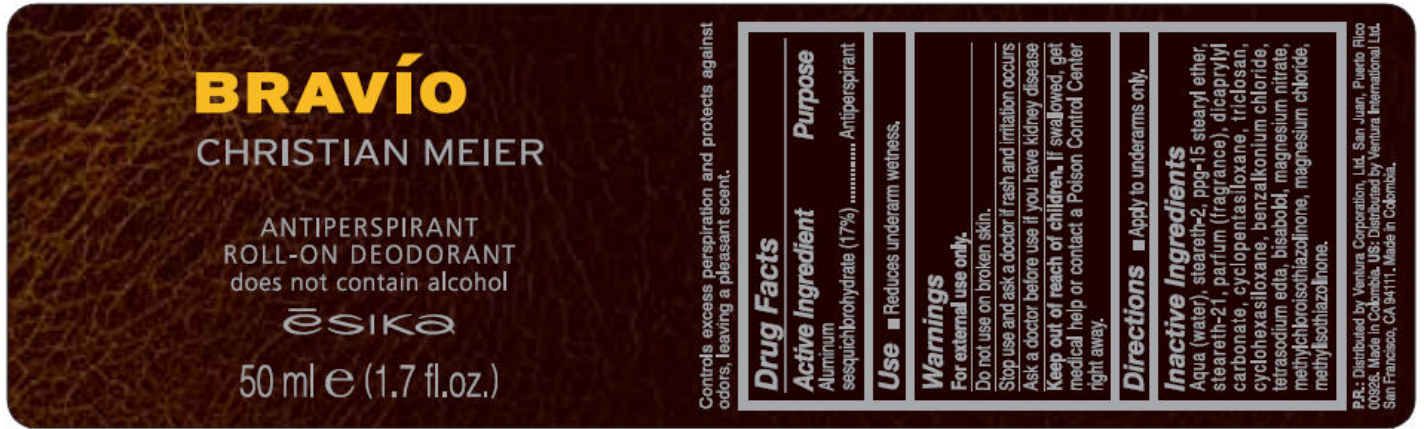 BRAVÍO
CHRISTIAN MEIER
ANTIPERSPIRANT
ROLL-ON DEODORANT
does not contain alcohol
ēsika
50 ml ℮ (1.7 fl.oz.)
Controls excess perspiration and protects against
odors, leaving a pleasant scent.
Drug Facts
Active Ingredient Purpose
Aluminum
sesquichlorohydrate (17%) ............ Antiperspirant
Use ■ Reduces underarm wetness.
Warnings
For external use only.
Do not use on broken skin.
Stop use and ask a doctor if rash and irritation occurs
Ask a doctor before use if you have kidney disease
Keep out of reach of children. If swallowed, get
medical help or contact a Poison Control Center
right away.
Directions ■ Apply to underarms only.
Inactive Ingredients
Aqua (water), steareth-2, ppg-15 stearyl ether,
steareth-21, parfum (fragrance), dicaprylyl
carbonate, cyclopentasiloxane, triclosan,
cyclohexasiloxane, benzalkonium chloride,
tetrasodium edta, bisabolol, magnesium nitrate,
methylchloroisothiazolinone, magnesium chloride,
methylisothiazolinone.
P.R.: Distributed by Ventura Corporation, Ltd, San Juan, Puerto Rico
00926. Made in Colombia. US: Distributed by Ventura International Ltd.
San Francisco, CA 94111. Made in Colombia.